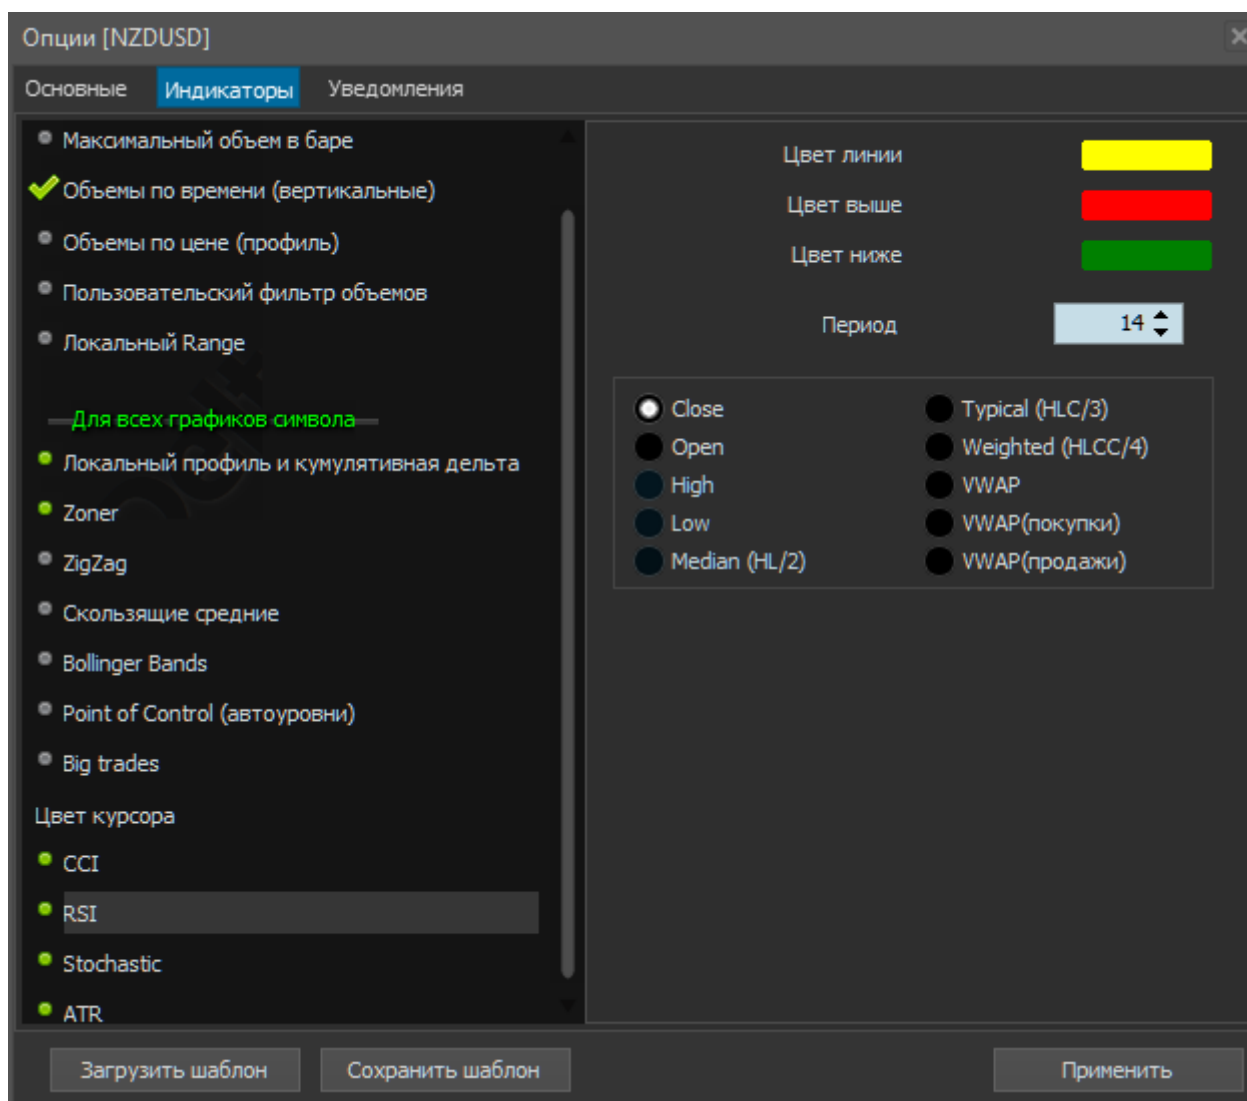 Опции [NZDUSD]
Основные Индикаторы Уведомления
Максимальный объем в баре
Объемы по времени (вертикальные)
Объемы по цене (профиль)
Пользовательский фильтр объемов
Локальный Range
Для всех графиков символа
Локальный профиль и кумулятивная дельта
Zoner
ZigZag
Скользящие средние
Bollinger Bands
Point of Control (автоуровни)
Big trades
Цвет курсора
CCI
RSI
Stochastic
ATR
Цвет линии
Цвет выше
Цвет ниже
Период 14
Close Typical (HLC/3)
Open Weighted (HLCC/4)
High VWAP
Low VWAP(покупки)
Median (HL/2) VWAP(продажи)
Загрузить шаблон Сохранить шаблон Применить